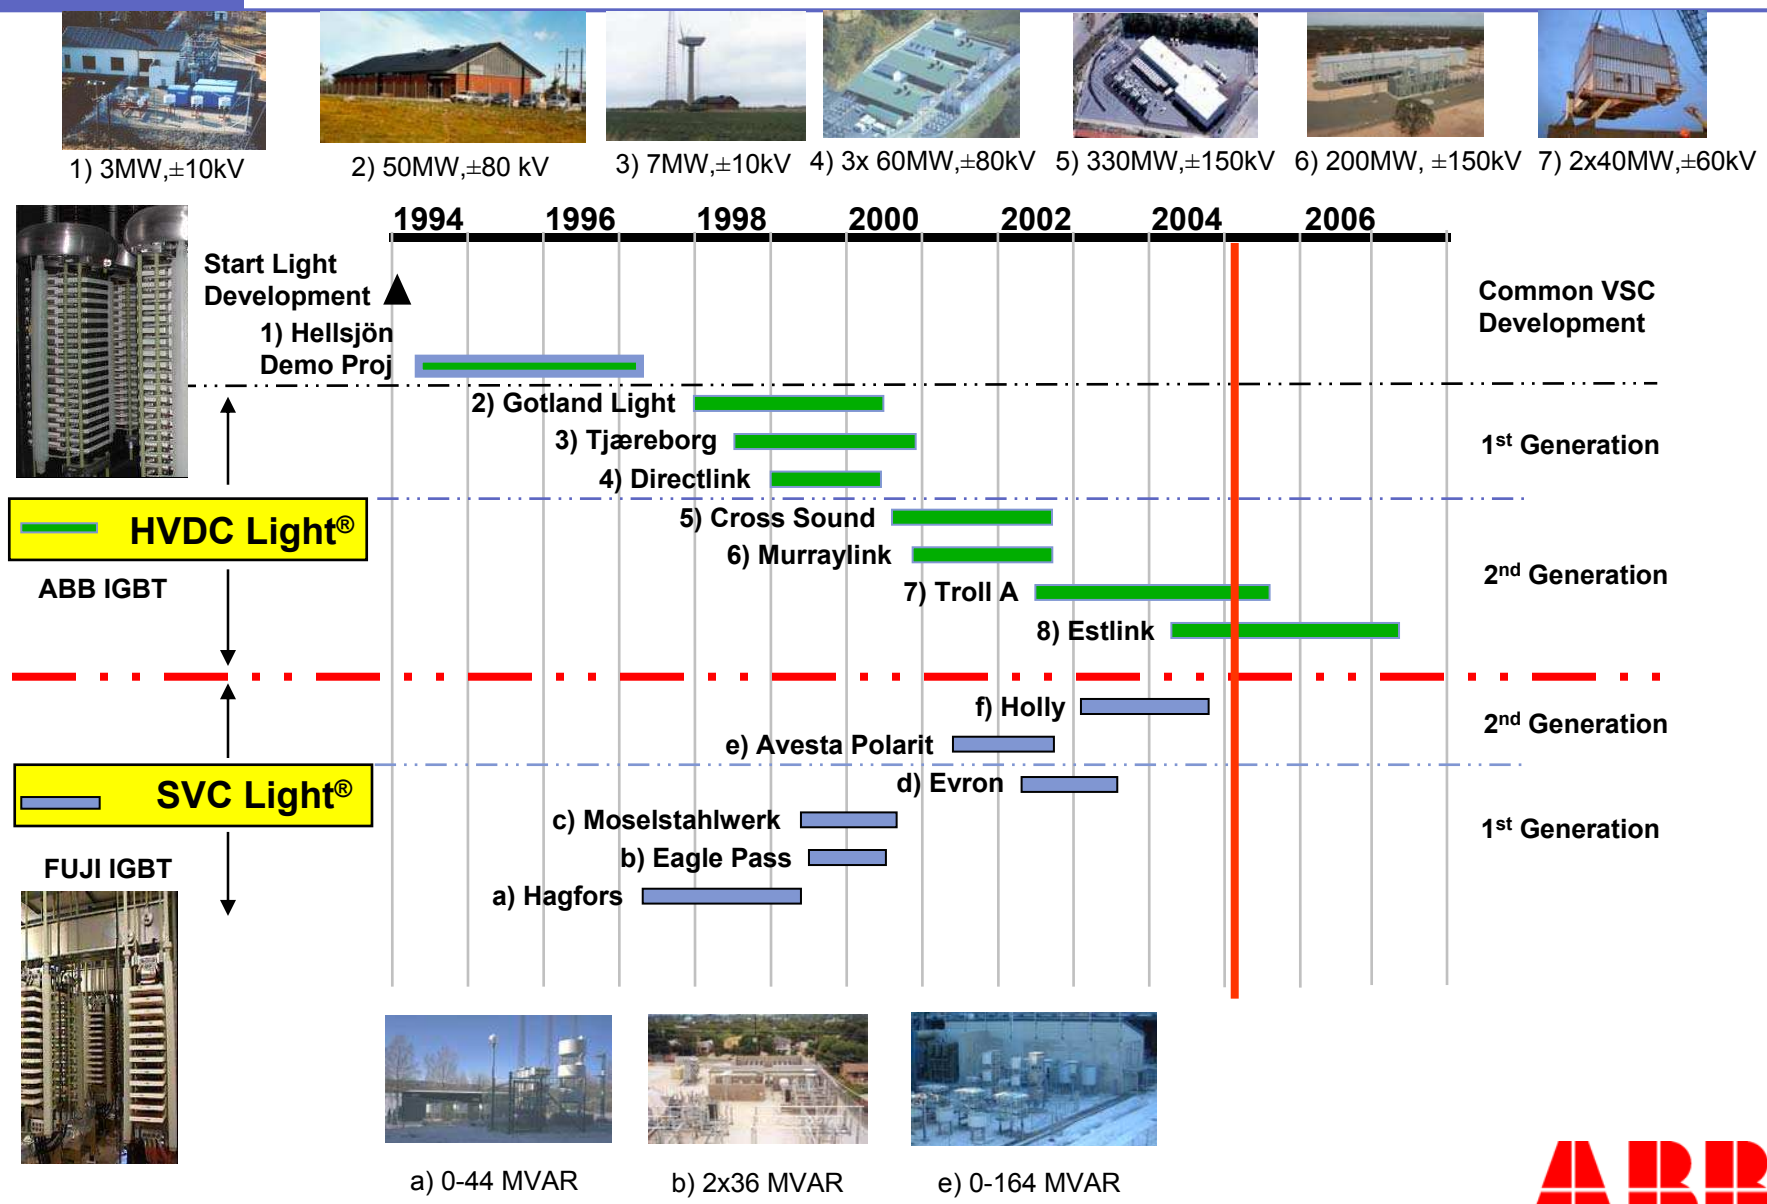 1) 3MW,±10kV
2) 50MW,±80 kV
3) 7MW,±10kV
4) 3x 60MW,±80kV
5) 330MW,±150kV
6) 200MW, ±150kV
7) 2x40MW,±60kV
1994 1996 1998 2000 2002 2004 2006
Start Light
Development
Common VSC
Development
1) Hellsjön
Demo Proj
2) Gotland Light
3) Tjæreborg
1st Generation
4) Directlink
HVDC Light®
5) Cross Sound
6) Murraylink
ABB IGBT
2nd Generation
7) Troll A
8) Estlink
f) Holly
2nd Generation
e) Avesta Polarit
SVC Light®
d) Evron
c) Moselstahlwerk
1st Generation
b) Eagle Pass
FUJI IGBT
a) Hagfors
a) 0-44 MVAR
b) 2x36 MVAR
e) 0-164 MVAR
ABB